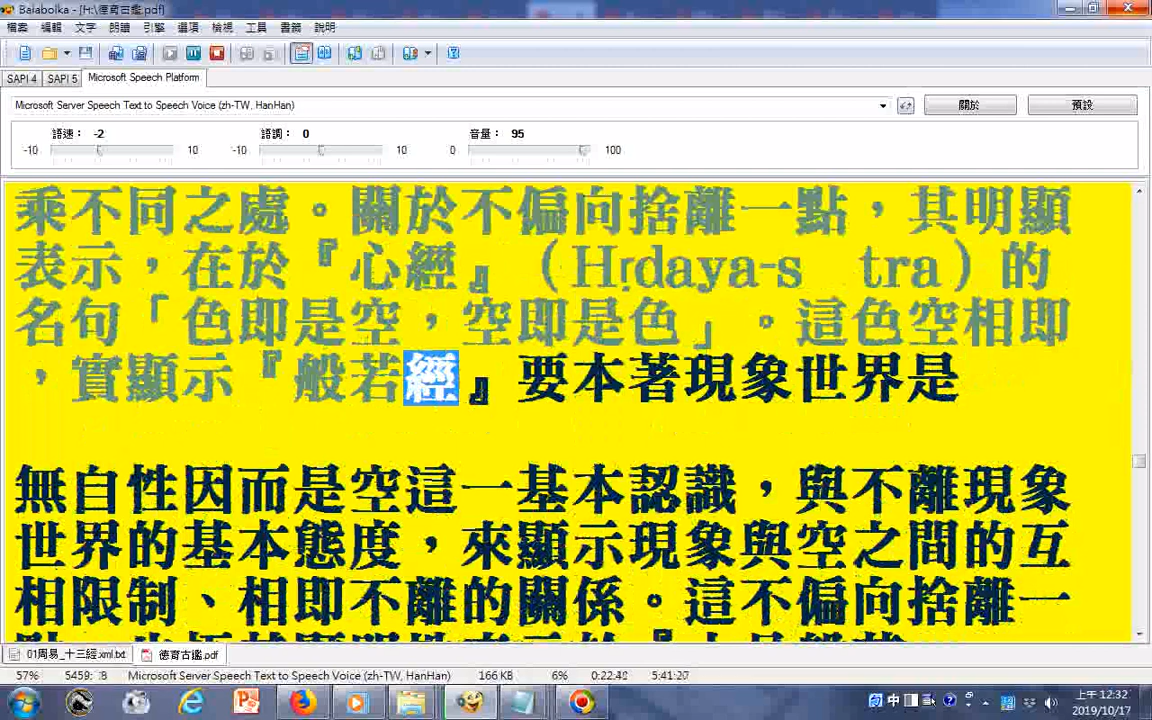 Balabolka - [H:\德育古鑑.pdf]
檔案 編輯 文字 朗讀 引擎 選項 檢視 工具 書籤 說明
SAPI 4 SAPI 5 Microsoft Speech Platform
Microsoft Server Speech Text to Speech Voice (zh-TW, HanHan) 關於 預設
語速： -2 語調： 0 音量： 95
-10 10 -10 10 0 100
乘不同之處。關於不偏向捨離一點，其明顯
表示，在於『心經』（Hṛdaya-s tra）的
名句「色即是空，空即是色」。這色空相即
，實顯示『般若經』要本著現象世界是
無自性因而是空這一基本認識，與不離現象
世界的基本態度，來顯示現象與空之間的互
相限制、相即不離的關係。這不偏向捨離一
01周易_十三經.xml.txt 德育古鑑.pdf
57% Microsoft Server Speech Text to Speech Voice (zh-TW, HanHan) 166 KB 6% 5:41:20
中
上午 12:32
2019/10/17